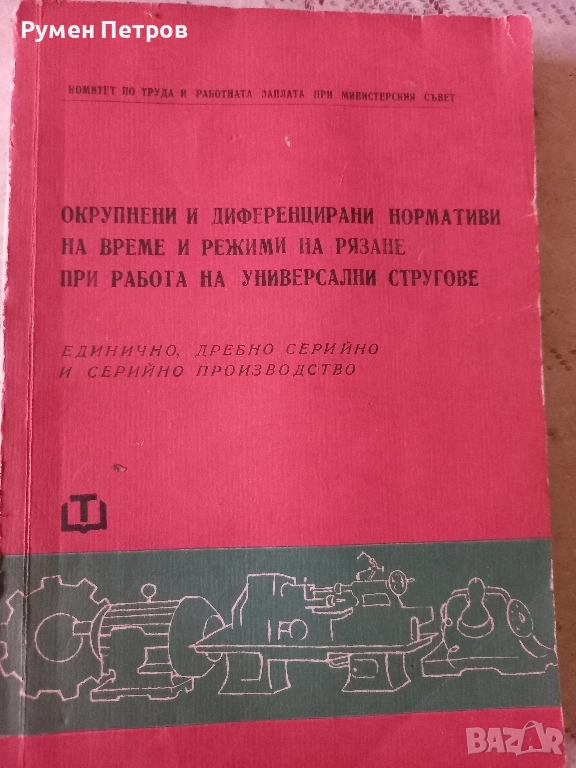 Румен Петров
КОМИТЕТ ПО ТРУДА И РАБОТНАТА ЗАПЛАТА ПРИ МИНИСТЕРСКИЯ СЪВЕТ
ОКРУПНЕНИ И ДИФЕРЕНЦИРАНИ НОРМАТИВИ
НА ВРЕМЕ И РЕЖИМИ НА РЯЗАНЕ
ПРИ РАБОТА НА УНИВЕРСАЛНИ СТРУГОВЕ
ЕДИНИЧНО, ДРЕБНО СЕРИЙНО
И СЕРИЙНО ПРОИЗВОДСТВО
Т
BAZAR